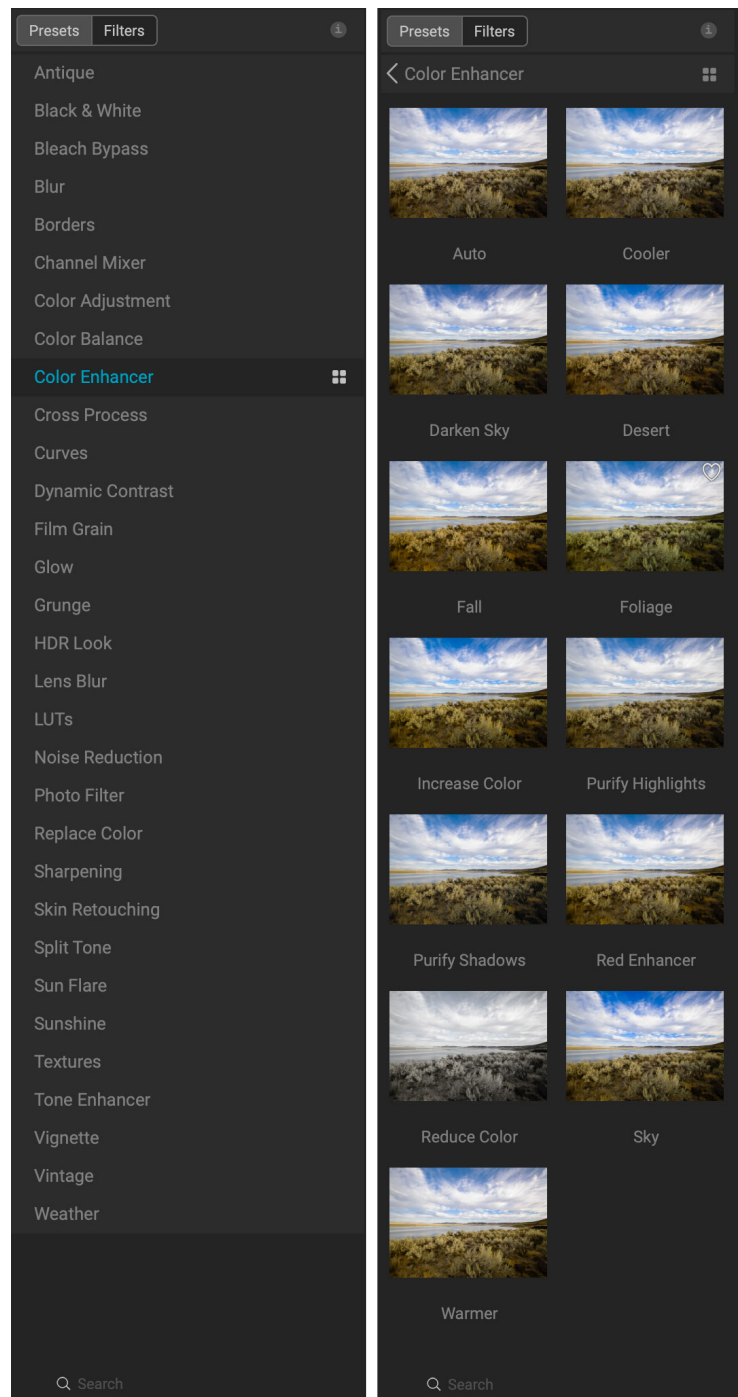 Presets Filters
Antique
Black & White
Bleach Bypass
Blur
Borders
Channel Mixer
Color Adjustment
Color Balance
Color Enhancer
Cross Process
Curves
Dynamic Contrast
Film Grain
Glow
Grunge
HDR Look
Lens Blur
LUTs
Noise Reduction
Photo Filter
Replace Color
Sharpening
Skin Retouching
Split Tone
Sun Flare
Sunshine
Textures
Tone Enhancer
Vignette
Vintage
Weather
Search
Presets Filters
Color Enhancer
Auto Cooler
Darken Sky Desert
Fall Foliage
Increase Color Purify Highlights
Purify Shadows Red Enhancer
Reduce Color Sky
Warmer
Search